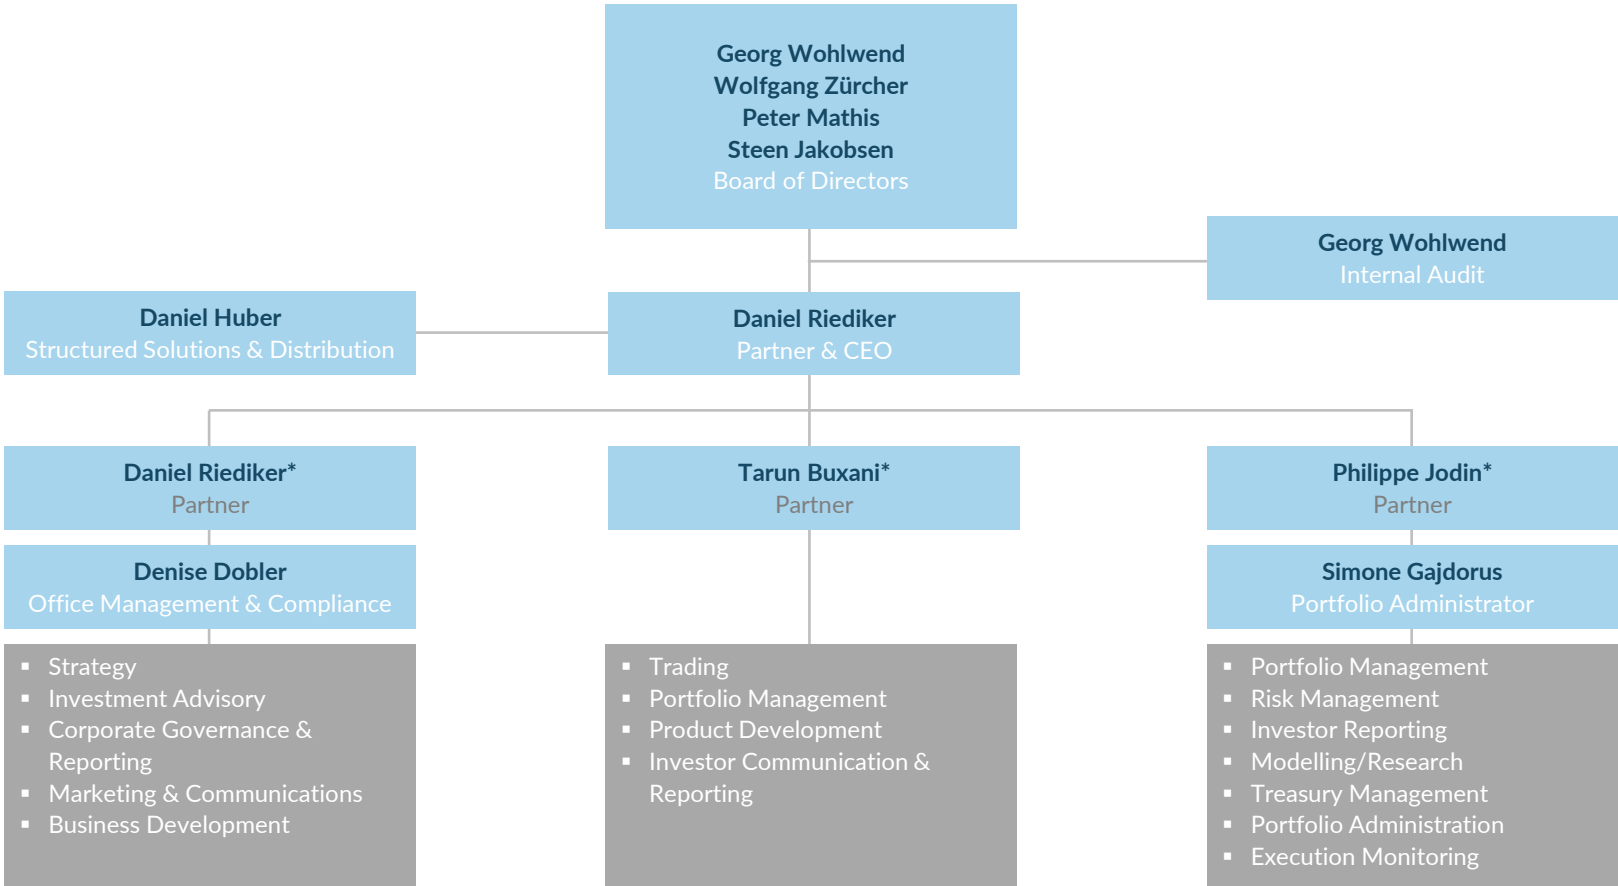 Georg Wohlwend
Wolfgang Zürcher
Peter Mathis
Steen Jakobsen
Board of Directors
Georg Wohlwend
Internal Audit
Daniel Huber
Structured Solutions & Distribution
Daniel Riediker
Partner & CEO
Daniel Riediker*
Partner
Tarun Buxani*
Partner
Philippe Jodin*
Partner
Denise Dobler
Office Management & Compliance
Simone Gajdorus
Portfolio Administrator
▪ Strategy
▪ Investment Advisory
▪ Corporate Governance &
Reporting
▪ Marketing & Communications
▪ Business Development
▪ Trading
▪ Portfolio Management
▪ Product Development
▪ Investor Communication &
Reporting
▪ Portfolio Management
▪ Risk Management
▪ Investor Reporting
▪ Modelling/Research
▪ Treasury Management
▪ Portfolio Administration
▪ Execution Monitoring